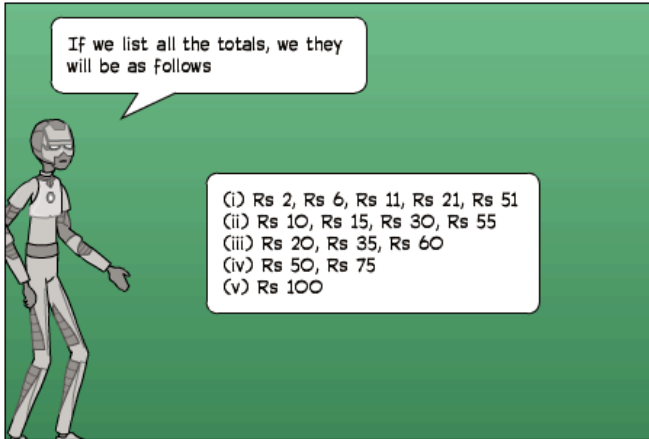 If we list all the totals, we they
will be as follows
(i) Rs 2, Rs 6, Rs 11, Rs 21, Rs 51
(ii) Rs 10, Rs 15, Rs 30, Rs 55
(iii) Rs 20, Rs 35, Rs 60
(iv) Rs 50, Rs 75
(v) Rs 100